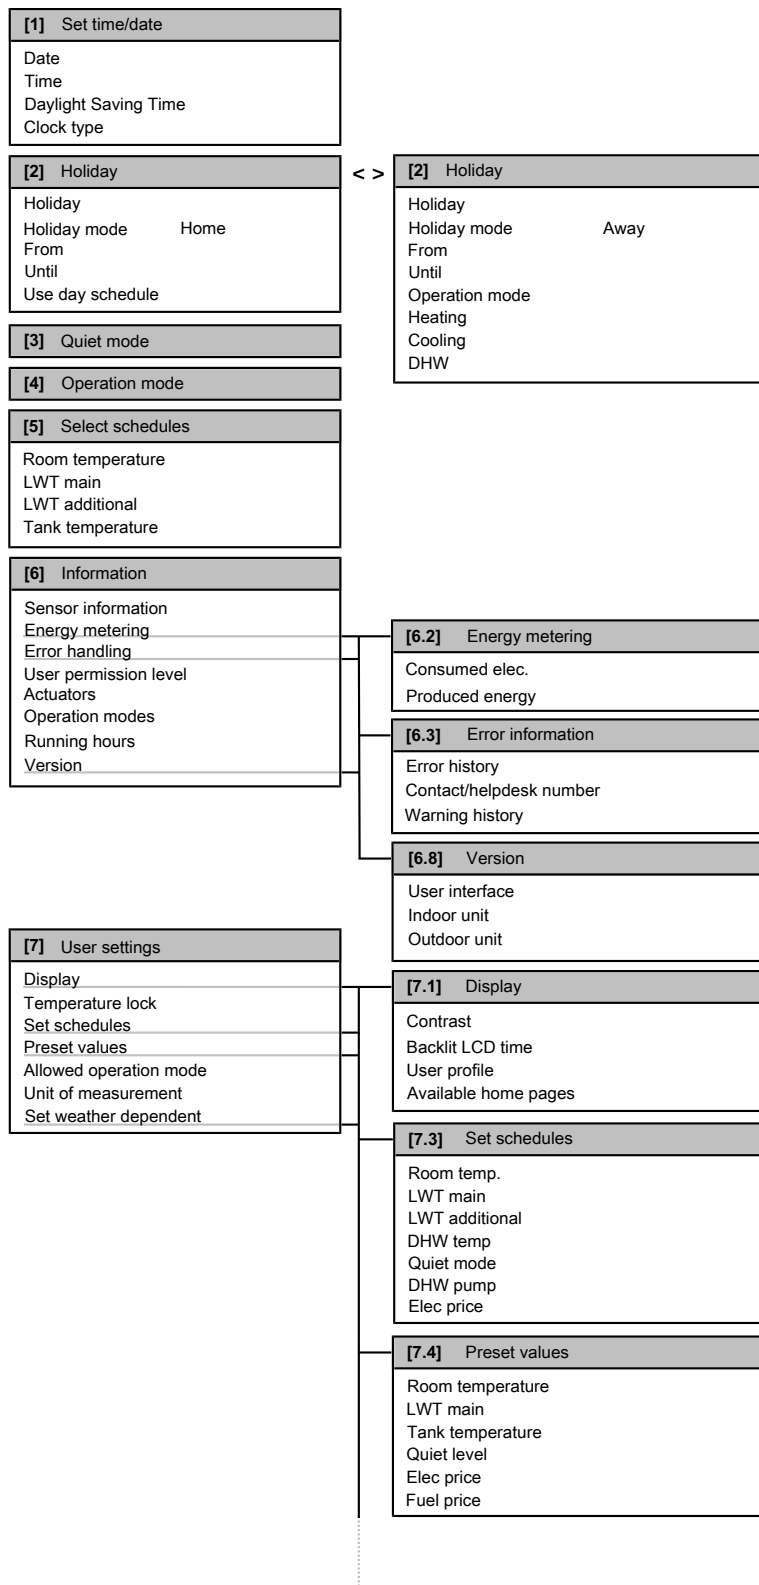 [1] Set time/date
Date
Time
Daylight Saving Time
Clock type
[2] Holiday
Holiday
Holiday mode Home
From
Until
Use day schedule
< >
[2] Holiday
Holiday
Holiday mode Away
From
Until
Operation mode
Heating
Cooling
DHW
[3] Quiet mode
[4] Operation mode
[5] Select schedules
Room temperature
LWT main
LWT additional
Tank temperature
[6] Information
Sensor information
Energy metering
Error handling
User permission level
Actuators
Operation modes
Running hours
Version
[6.2] Energy metering
Consumed elec.
Produced energy
[6.3] Error information
Error history
Contact/helpdesk number
Warning history
[6.8] Version
User interface
Indoor unit
Outdoor unit
[7] User settings
Display
Temperature lock
Set schedules
Preset values
Allowed operation mode
Unit of measurement
Set weather dependent
[7.1] Display
Contrast
Backlit LCD time
User profile
Available home pages
[7.3] Set schedules
Room temp.
LWT main
LWT additional
DHW temp
Quiet mode
DHW pump
Elec price
[7.4] Preset values
Room temperature
LWT main
Tank temperature
Quiet level
Elec price
Fuel price